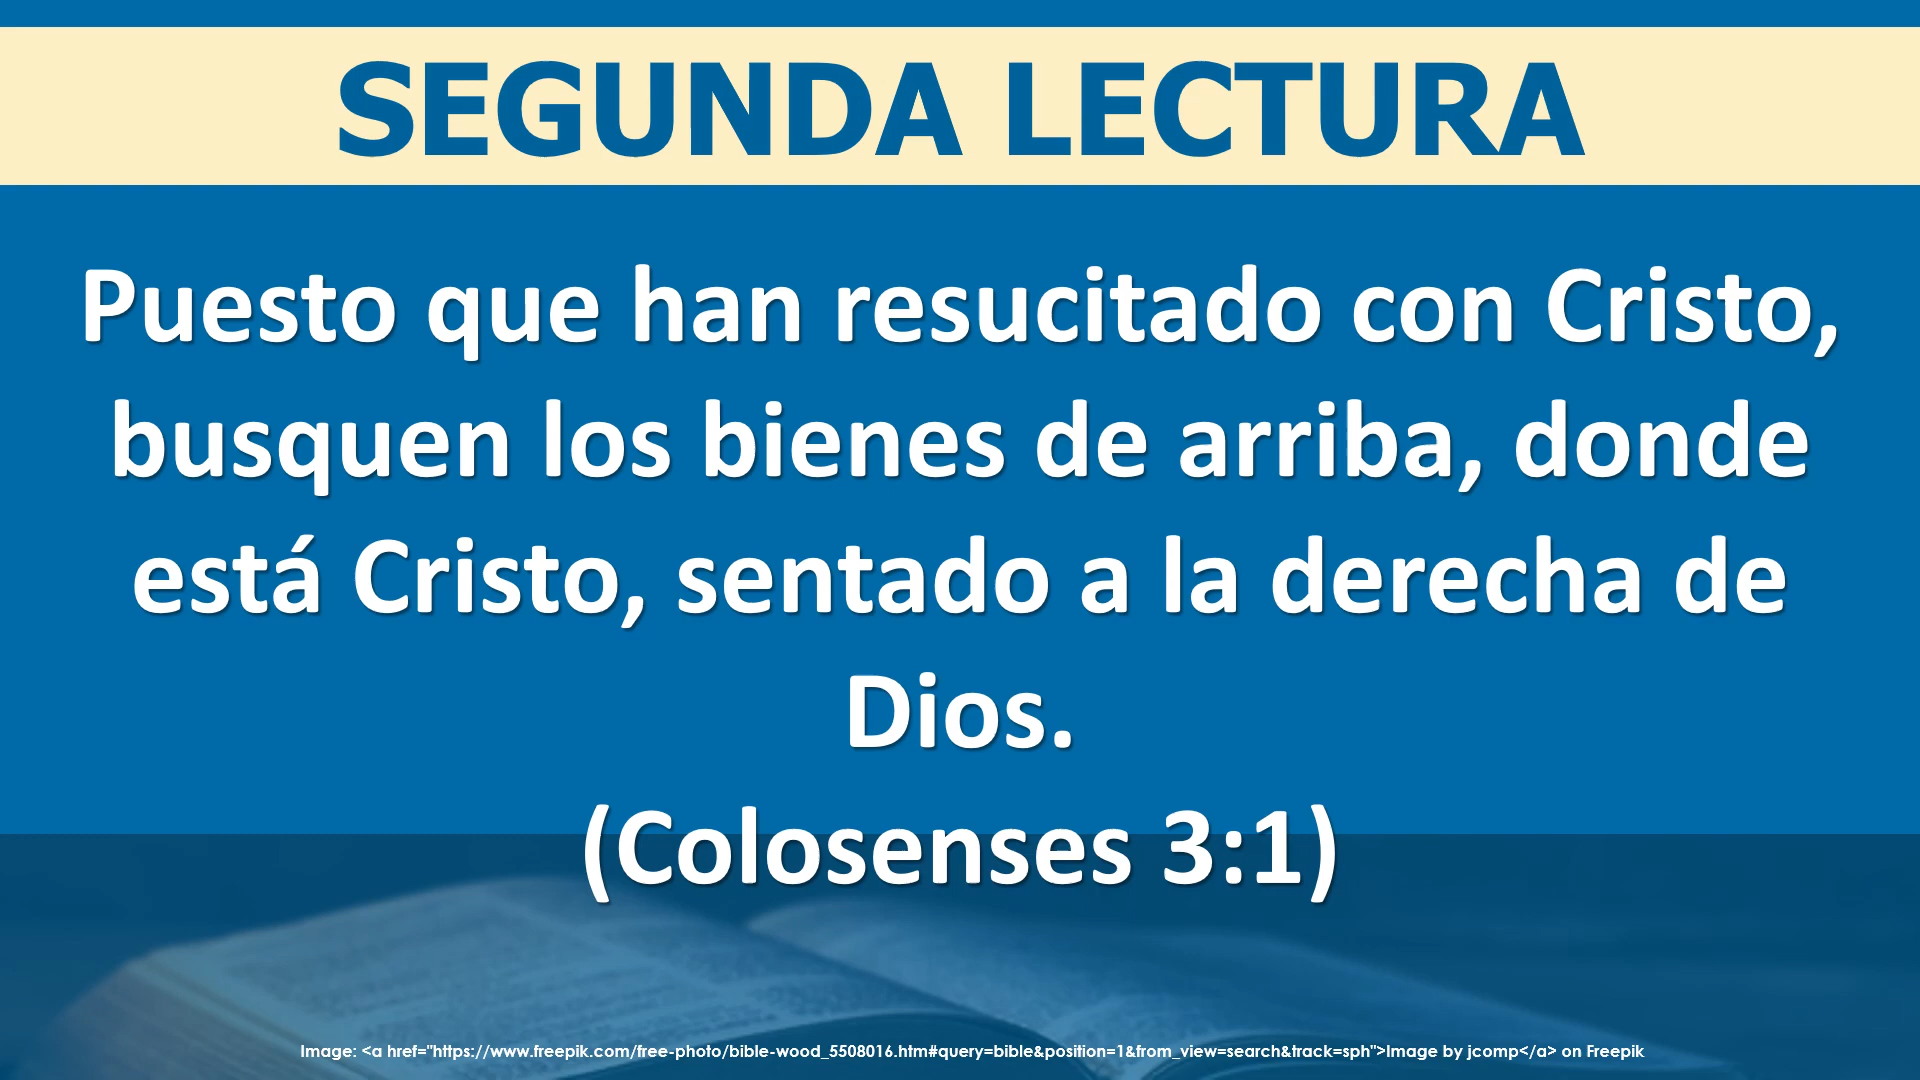 SEGUNDA LECTURA
Puesto que han resucitado con Cristo,
busquen los bienes de arriba, donde
está Cristo, sentado a la derecha de
Dios.
(Colosenses 3:1)
Image: <a href="https://www.freepik.com/free-photo/bible-wood_5508016.htm#query=bible&position=1&from_view=search&track=sph">Image by jcomp</a> on Freepik